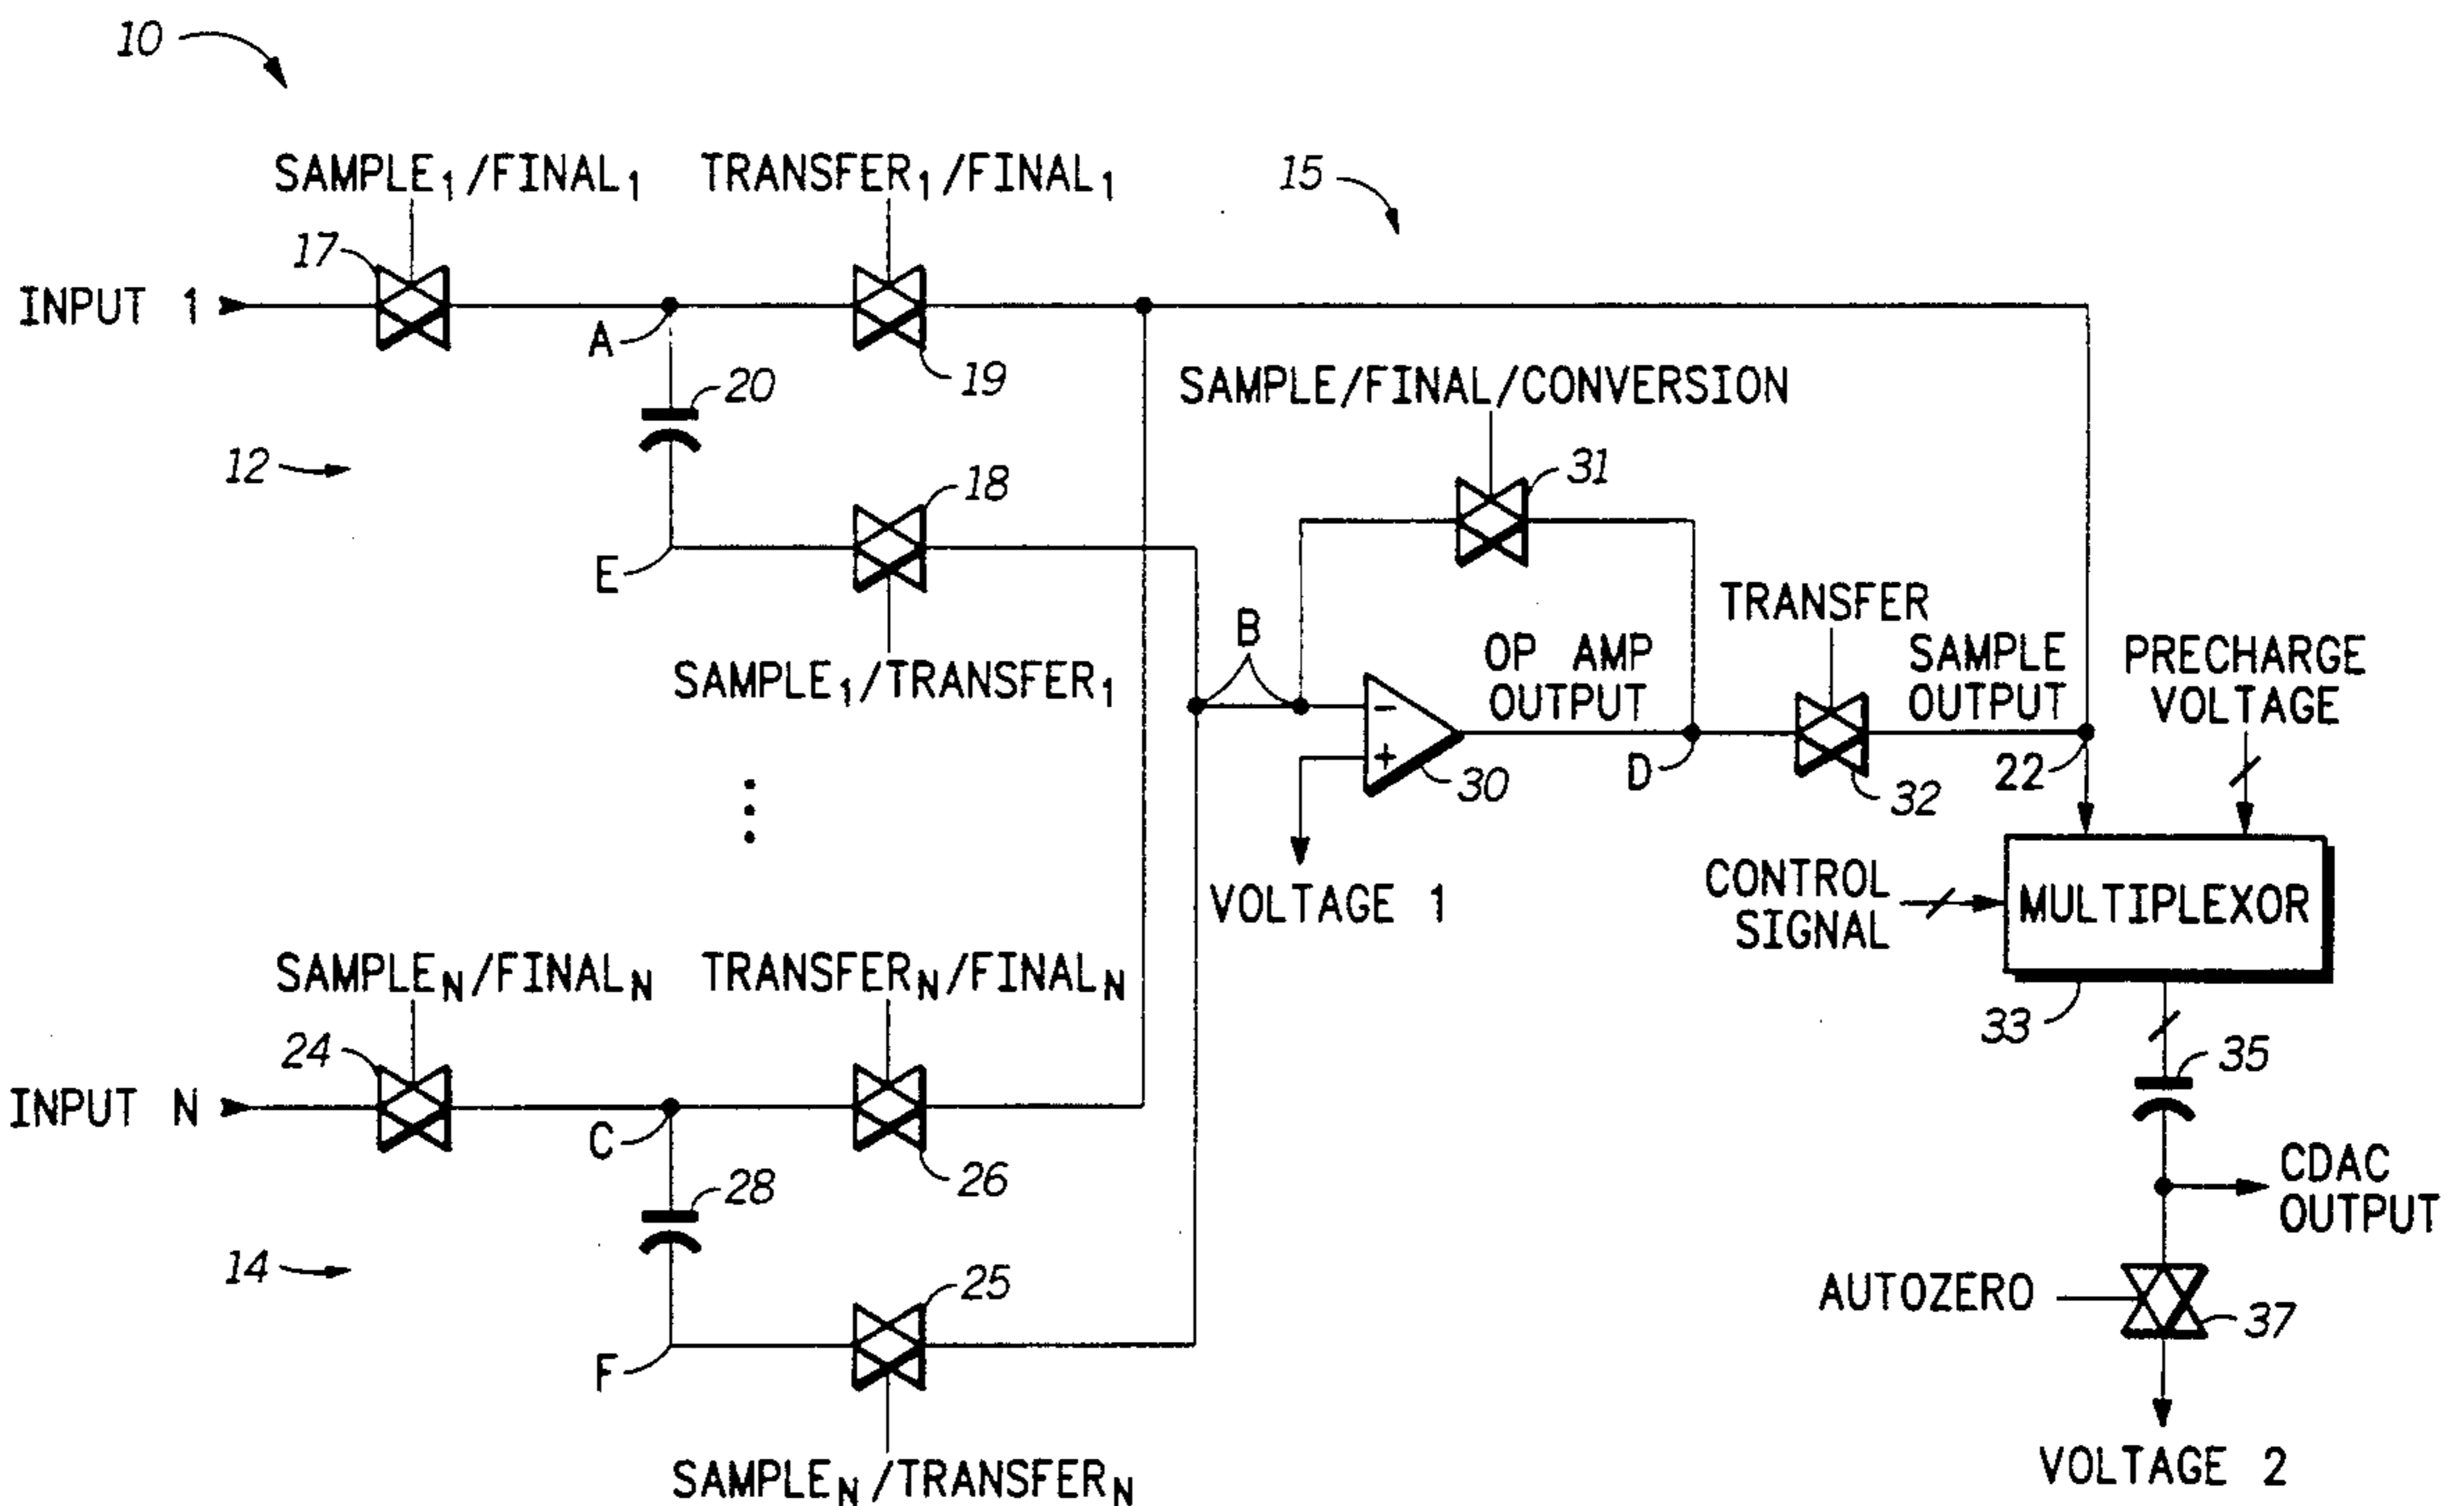 10
SAMPLE1/FINAL1
TRANSFER1/FINAL1
15
17
INPUT 1
A
19
20
SAMPLE/FINAL/CONVERSION
12
18
31
E
B
TRANSFER
SAMPLE1/TRANSFER1
OP AMP
OUTPUT
SAMPLE
OUTPUT
PRECHARGE
VOLTAGE
-
+
30
D
32
22
VOLTAGE 1
CONTROL
SIGNAL
MULTIPLEXOR
SAMPLEN/FINALN
TRANSFERN/FINALN
33
24
35
INPUT N
C
26
28
CDAC
OUTPUT
14
25
AUTOZERO
37
F
VOLTAGE 2
SAMPLEN/TRANSFERN